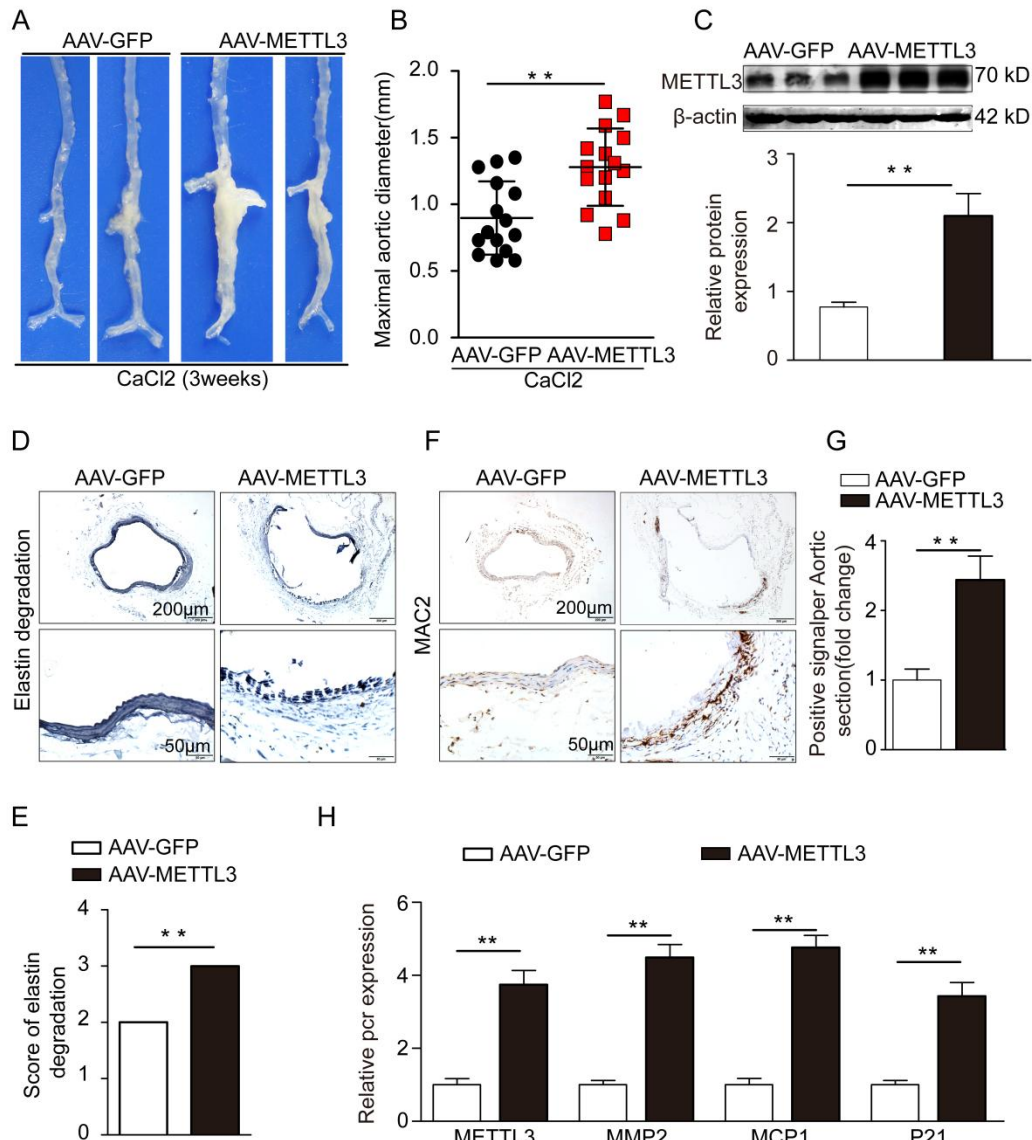 A
AAV-GFP AAV-METTL3
CaCl2 (3weeks)
B
**
Maximal aortic diameter(mm)
2.0
1.5
1.0
0.5
0.0
AAV-GFP AAV-METTL3
CaCl2
C
AAV-GFP AAV-METTL3
METTL3 70 kD
β-actin 42 kD
**
Relative protein
expression
3
2
1
0
D
AAV-GFP AAV-METTL3
Elastin degradation
200μm
50μm
F
AAV-GFP AAV-METTL3
MAC2
200μm
50μm
G
AAV-GFP
AAV-METTL3
**
Positive signalper Aortic
section(fold change)
4
2
1
0
E
AAV-GFP
AAV-METTL3
**
Score of elastin
degradation
4
3
2
1
0
H
AAV-GFP AAV-METTL3
Relative pcr expression
6
4
2
0
** ** ** **
METTL3 MMP2 MCP1 P21